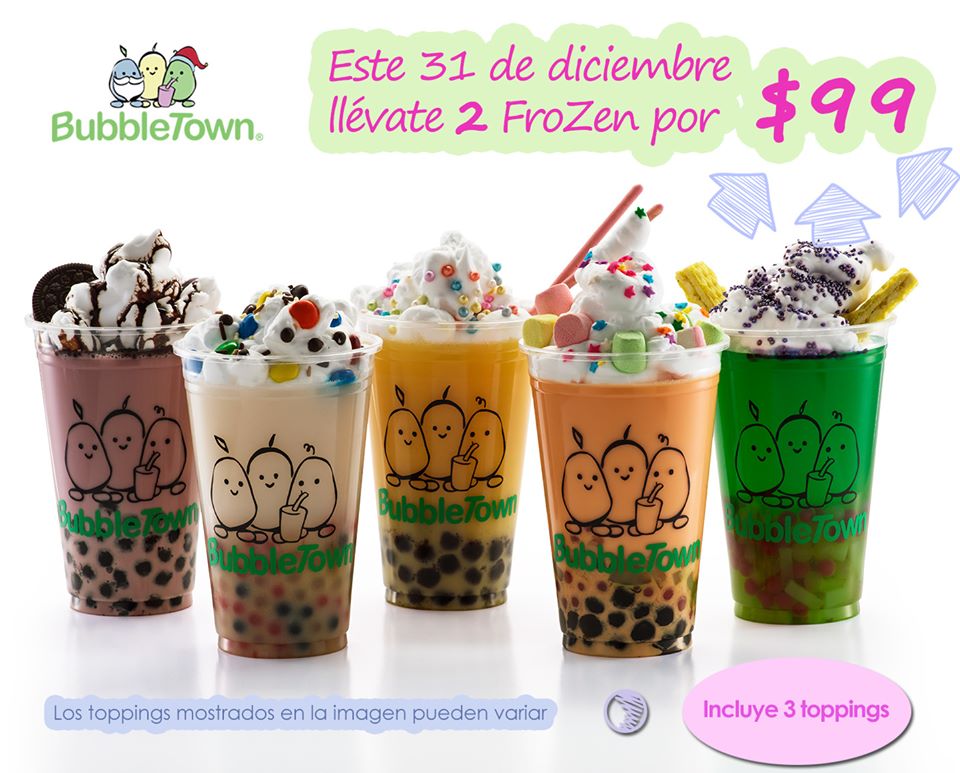 Este 31 de diciembre
llévate 2 FroZen por $99
BubbleTown®
BubbleTown
BubbleTown
BubbleTown
BubbleTown
BubbleTown
Los toppings mostrados en la imagen pueden variar
Incluye 3 toppings